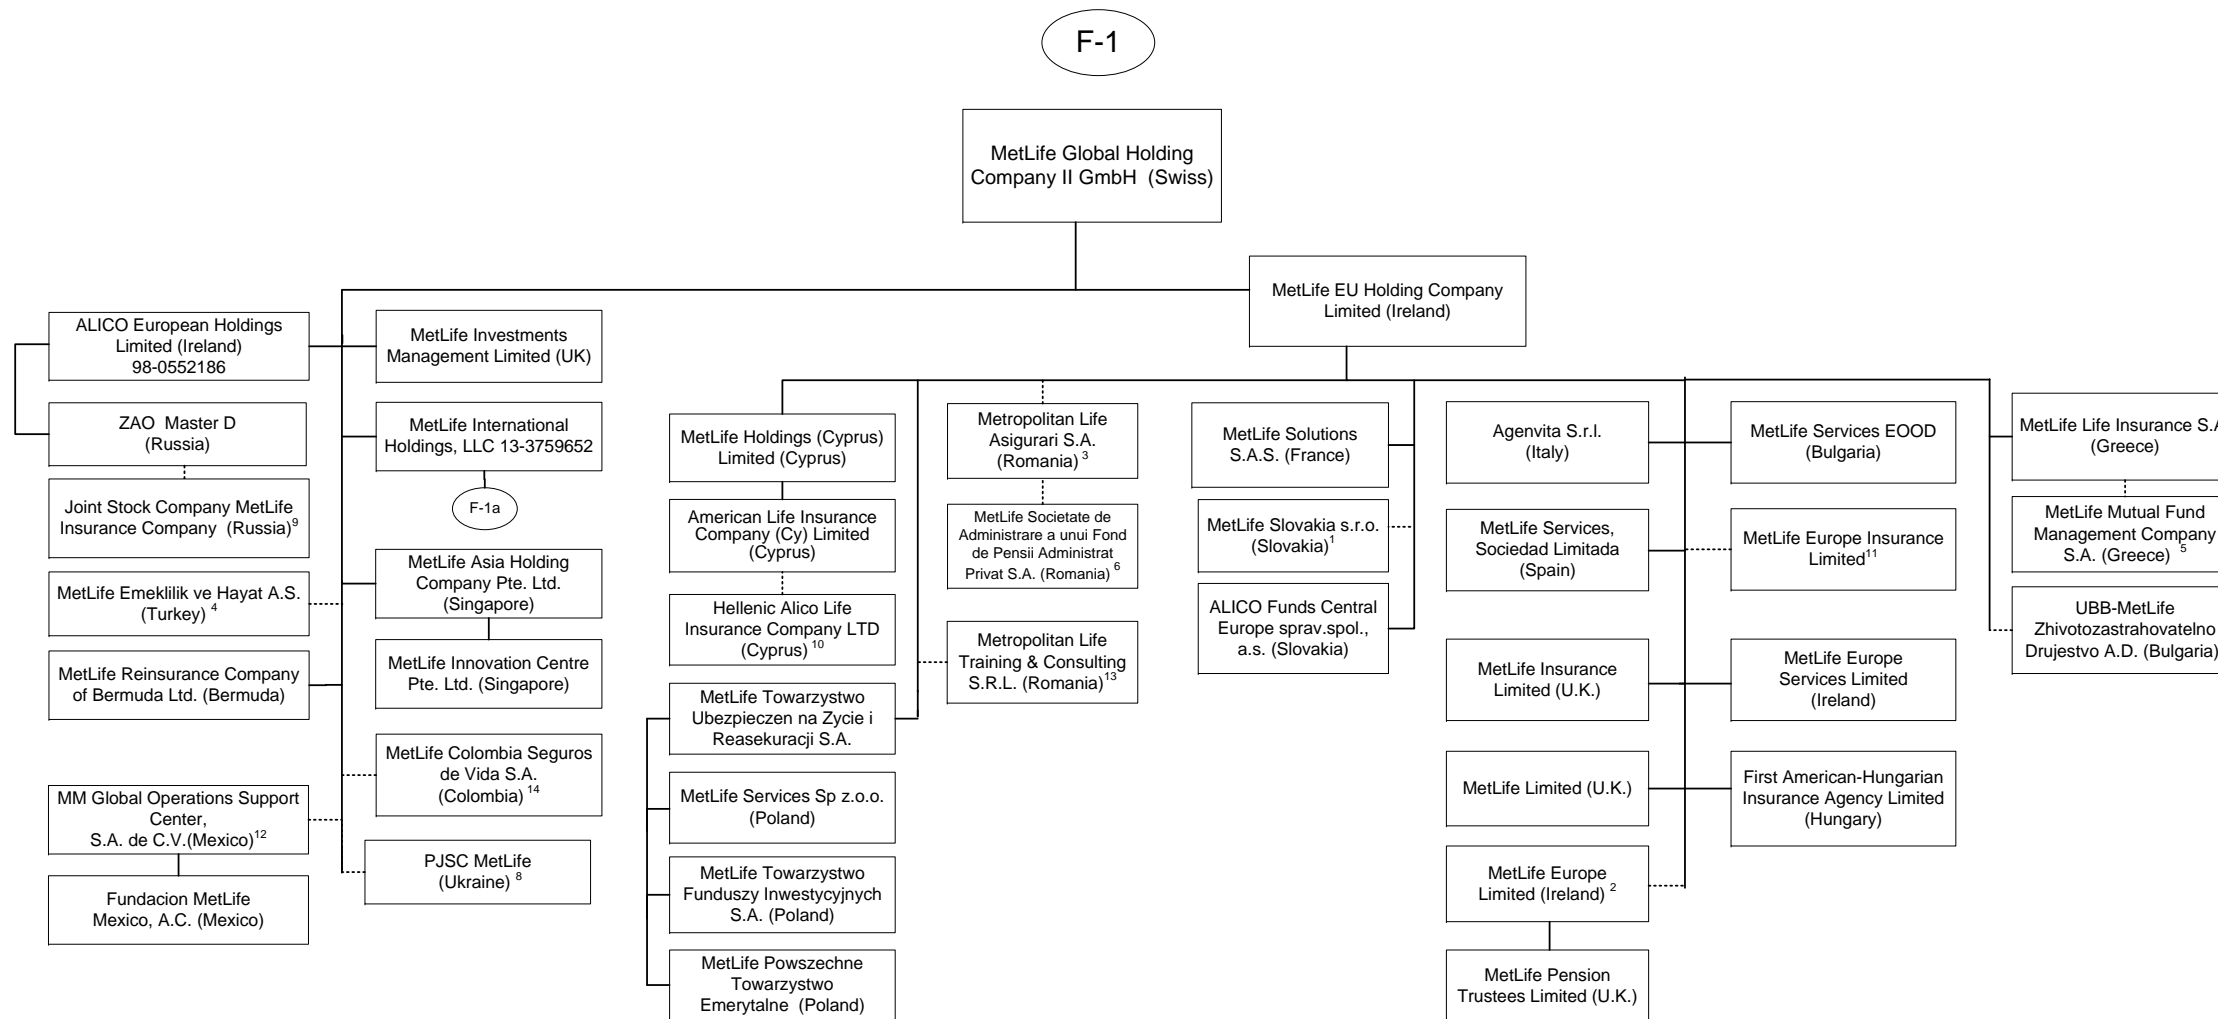 F-1
MetLife Global Holding
Company II GmbH (Swiss)
MetLife EU Holding Company
Limited (Ireland)
ALICO European Holdings
Limited (Ireland)
98-0552186
ZAO Master D
(Russia)
Joint Stock Company MetLife
Insurance Company (Russia)9
MetLife Emeklilik ve Hayat A.S.
(Turkey) 4
MetLife Reinsurance Company
of Bermuda Ltd. (Bermuda)
MM Global Operations Support
Center,
S.A. de C.V.(Mexico)12
Fundacion MetLife
Mexico, A.C. (Mexico)
MetLife Investments
Management Limited (UK)
MetLife International
Holdings, LLC 13-3759652
F-1a
MetLife Asia Holding
Company Pte. Ltd.
(Singapore)
MetLife Innovation Centre
Pte. Ltd. (Singapore)
MetLife Colombia Seguros
de Vida S.A.
(Colombia) 14
PJSC MetLife
(Ukraine) 8
MetLife Holdings (Cyprus)
Limited (Cyprus)
American Life Insurance
Company (Cy) Limited
(Cyprus)
Hellenic Alico Life
Insurance Company LTD
(Cyprus) 10
MetLife Towarzystwo
Ubezpieczen na Zycie i
Reasekuracji S.A.
MetLife Services Sp z.o.o.
(Poland)
MetLife Towarzystwo
Funduszy Inwestycyjnych
S.A. (Poland)
MetLife Powszechne
Towarzystwo
Emerytalne (Poland)
Metropolitan Life
Asigurari S.A.
(Romania) 3
MetLife Societate de
Administrare a unui Fond
de Pensii Administrat
Privat S.A. (Romania) 6
Metropolitan Life
Training & Consulting
S.R.L. (Romania)13
MetLife Solutions
S.A.S. (France)
MetLife Slovakia s.r.o.
(Slovakia)1
ALICO Funds Central
Europe sprav.spol.,
a.s. (Slovakia)
Agenvita S.r.l.
(Italy)
MetLife Services,
Sociedad Limitada
(Spain)
MetLife Insurance
Limited (U.K.)
MetLife Limited (U.K.)
MetLife Europe
Limited (Ireland) 2
MetLife Pension
Trustees Limited (U.K.)
MetLife Services EOOD
(Bulgaria)
MetLife Europe Insurance
Limited11
MetLife Europe
Services Limited
(Ireland)
First American-Hungarian
Insurance Agency Limited
(Hungary)
MetLife Life Insurance
(Greece)
MetLife Mutual Fund
Management Company
S.A. (Greece) 5
UBB-MetLife
Zhivotozastrahovatelno
Drujestvo A.D. (Bulgaria)